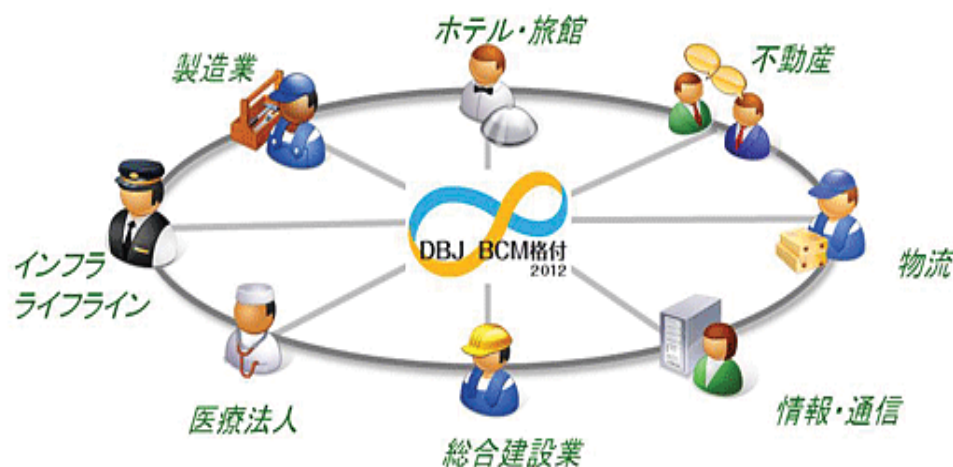 ホテル・旅館
製造業
不動産
DBJ BCM格付
2012
インフラ
ライフライン
物流
医療法人
情報・通信
総合建設業